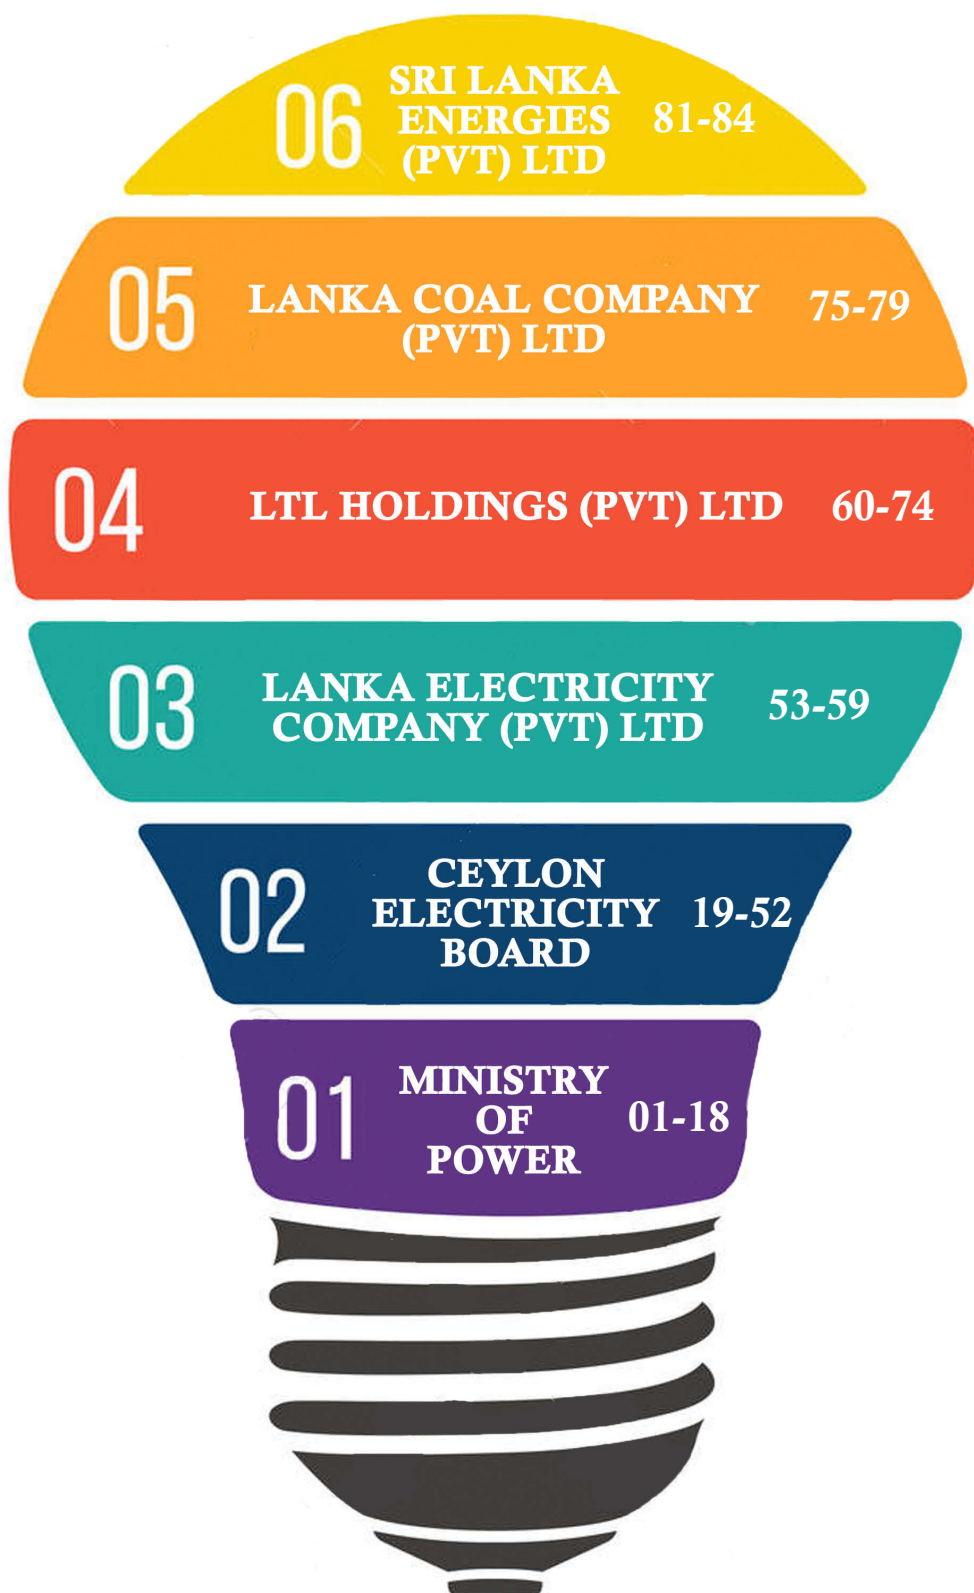 06
SRI LANKA
ENERGIES
(PVT) LTD
81-84
05
LANKA COAL COMPANY
(PVT) LTD
75-79
04
LTL HOLDINGS (PVT) LTD
60-74
03
LANKA ELECTRICITY
COMPANY (PVT) LTD
53-59
02
CEYLON
ELECTRICITY
BOARD
19-52
01
MINISTRY
OF
POWER
01-18